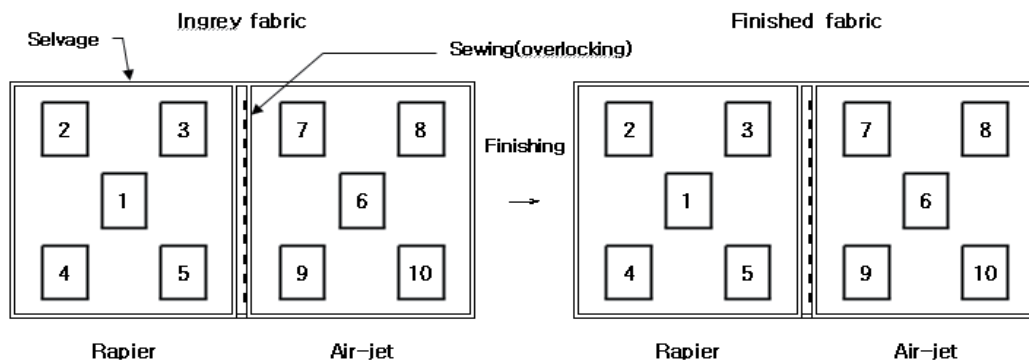 Ingrey fabric
Finished fabric
Selvage
Sewing(overlocking)
2 3 7 8
2 3 7 8
Finishing
1 6
1 6
4 5 9 10
4 5 9 10
Rapier Air-jet
Rapier Air-jet